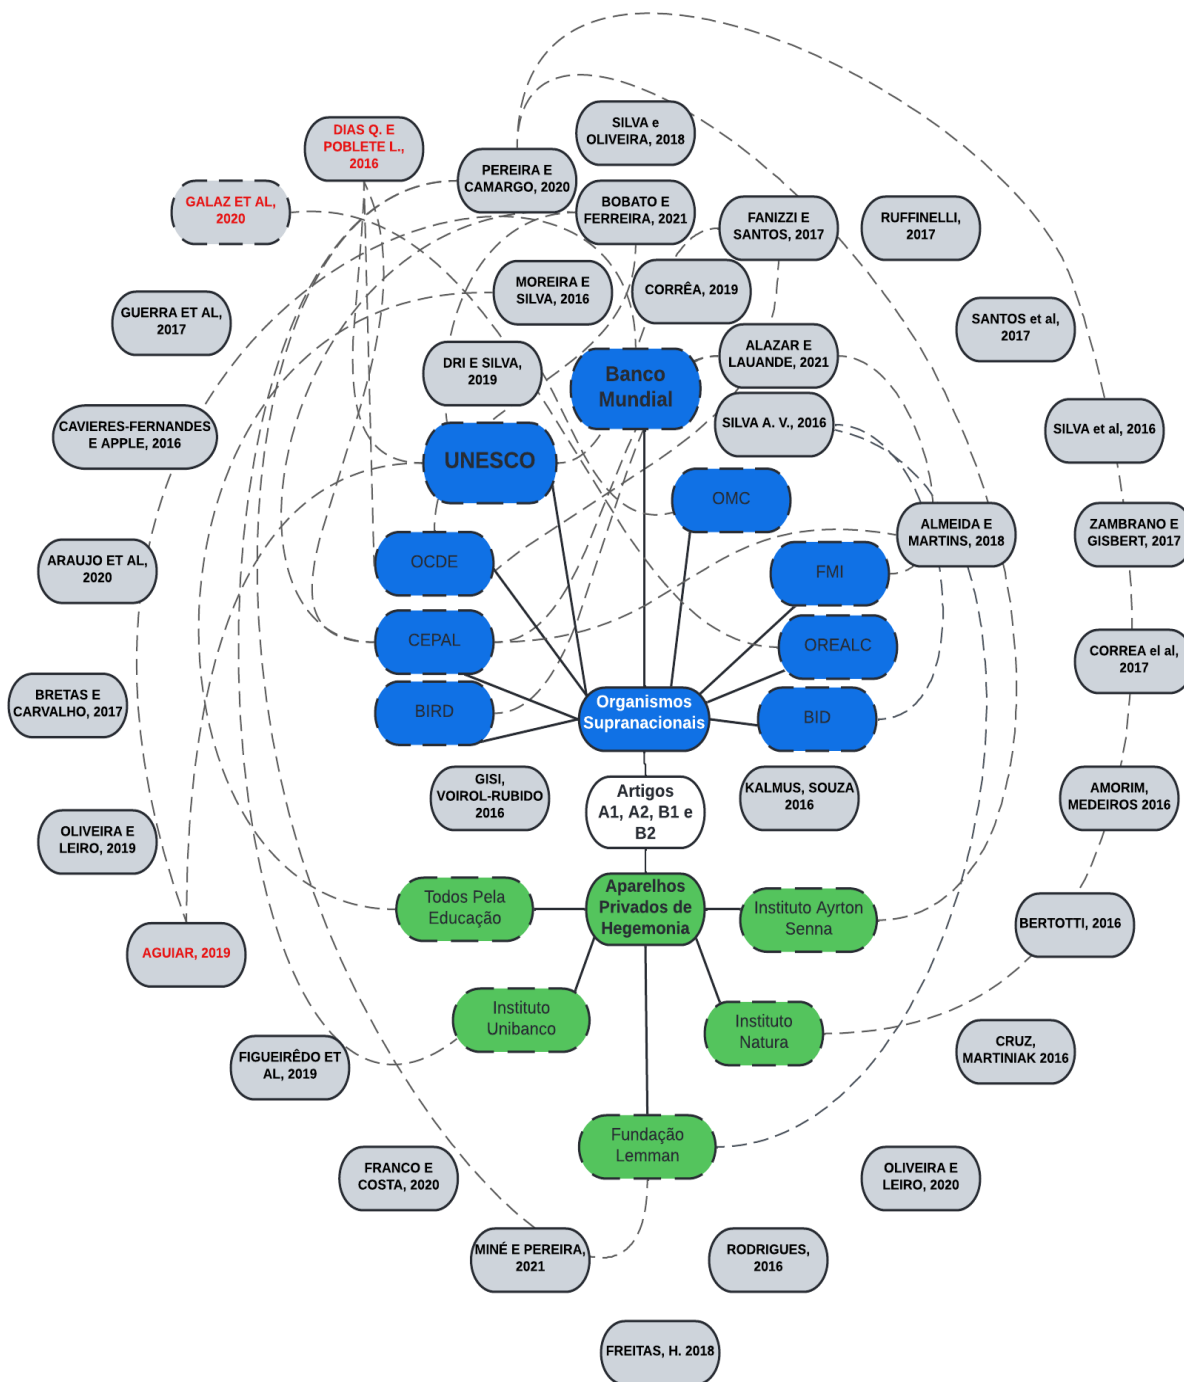 SILVA e
OLIVEIRA, 2018
DIAS Q. E
POBLETE L.,
2016
PEREIRA E
CAMARGO, 2020
GALAZ ET AL,
2020
BOBATO E
FERREIRA, 2021
FANIZZI E
SANTOS, 2017
RUFFINELLI,
2017
MOREIRA E
SILVA, 2016
CORRÊA, 2019
GUERRA ET AL,
2017
SANTOS et al,
2017
DRI E SILVA,
2019
Banco
Mundial
ALAZAR E
LAUANDE, 2021
CAVIERES-FERNANDES
E APPLE, 2016
SILVA A. V., 2016
SILVA et al, 2016
UNESCO
OMC
ALMEIDA E
MARTINS, 2018
ZAMBRANO E
GISBERT, 2017
ARAUJO ET AL,
2020
OCDE
FMI
CEPAL
OREALC
CORREA el al,
2017
BRETAS E
CARVALHO, 2017
BIRD
Organismos
Supranacionais
BID
GISI,
VOIROL-RUBIDO
2016
Artigos
A1, A2, B1 e
B2
KALMUS, SOUZA
2016
AMORIM,
MEDEIROS 2016
OLIVEIRA E
LEIRO, 2019
Todos Pela
Educação
Aparelhos
Privados de
Hegemonia
Instituto Ayrton
Senna
BERTOTTI, 2016
AGUIAR, 2019
Instituto
Unibanco
Instituto
Natura
FIGUEIRÊDO ET
AL, 2019
CRUZ,
MARTINIAK 2016
Fundação
Lemman
FRANCO E
COSTA, 2020
OLIVEIRA E
LEIRO, 2020
MINÉ E PEREIRA,
2021
RODRIGUES,
2016
FREITAS, H. 2018